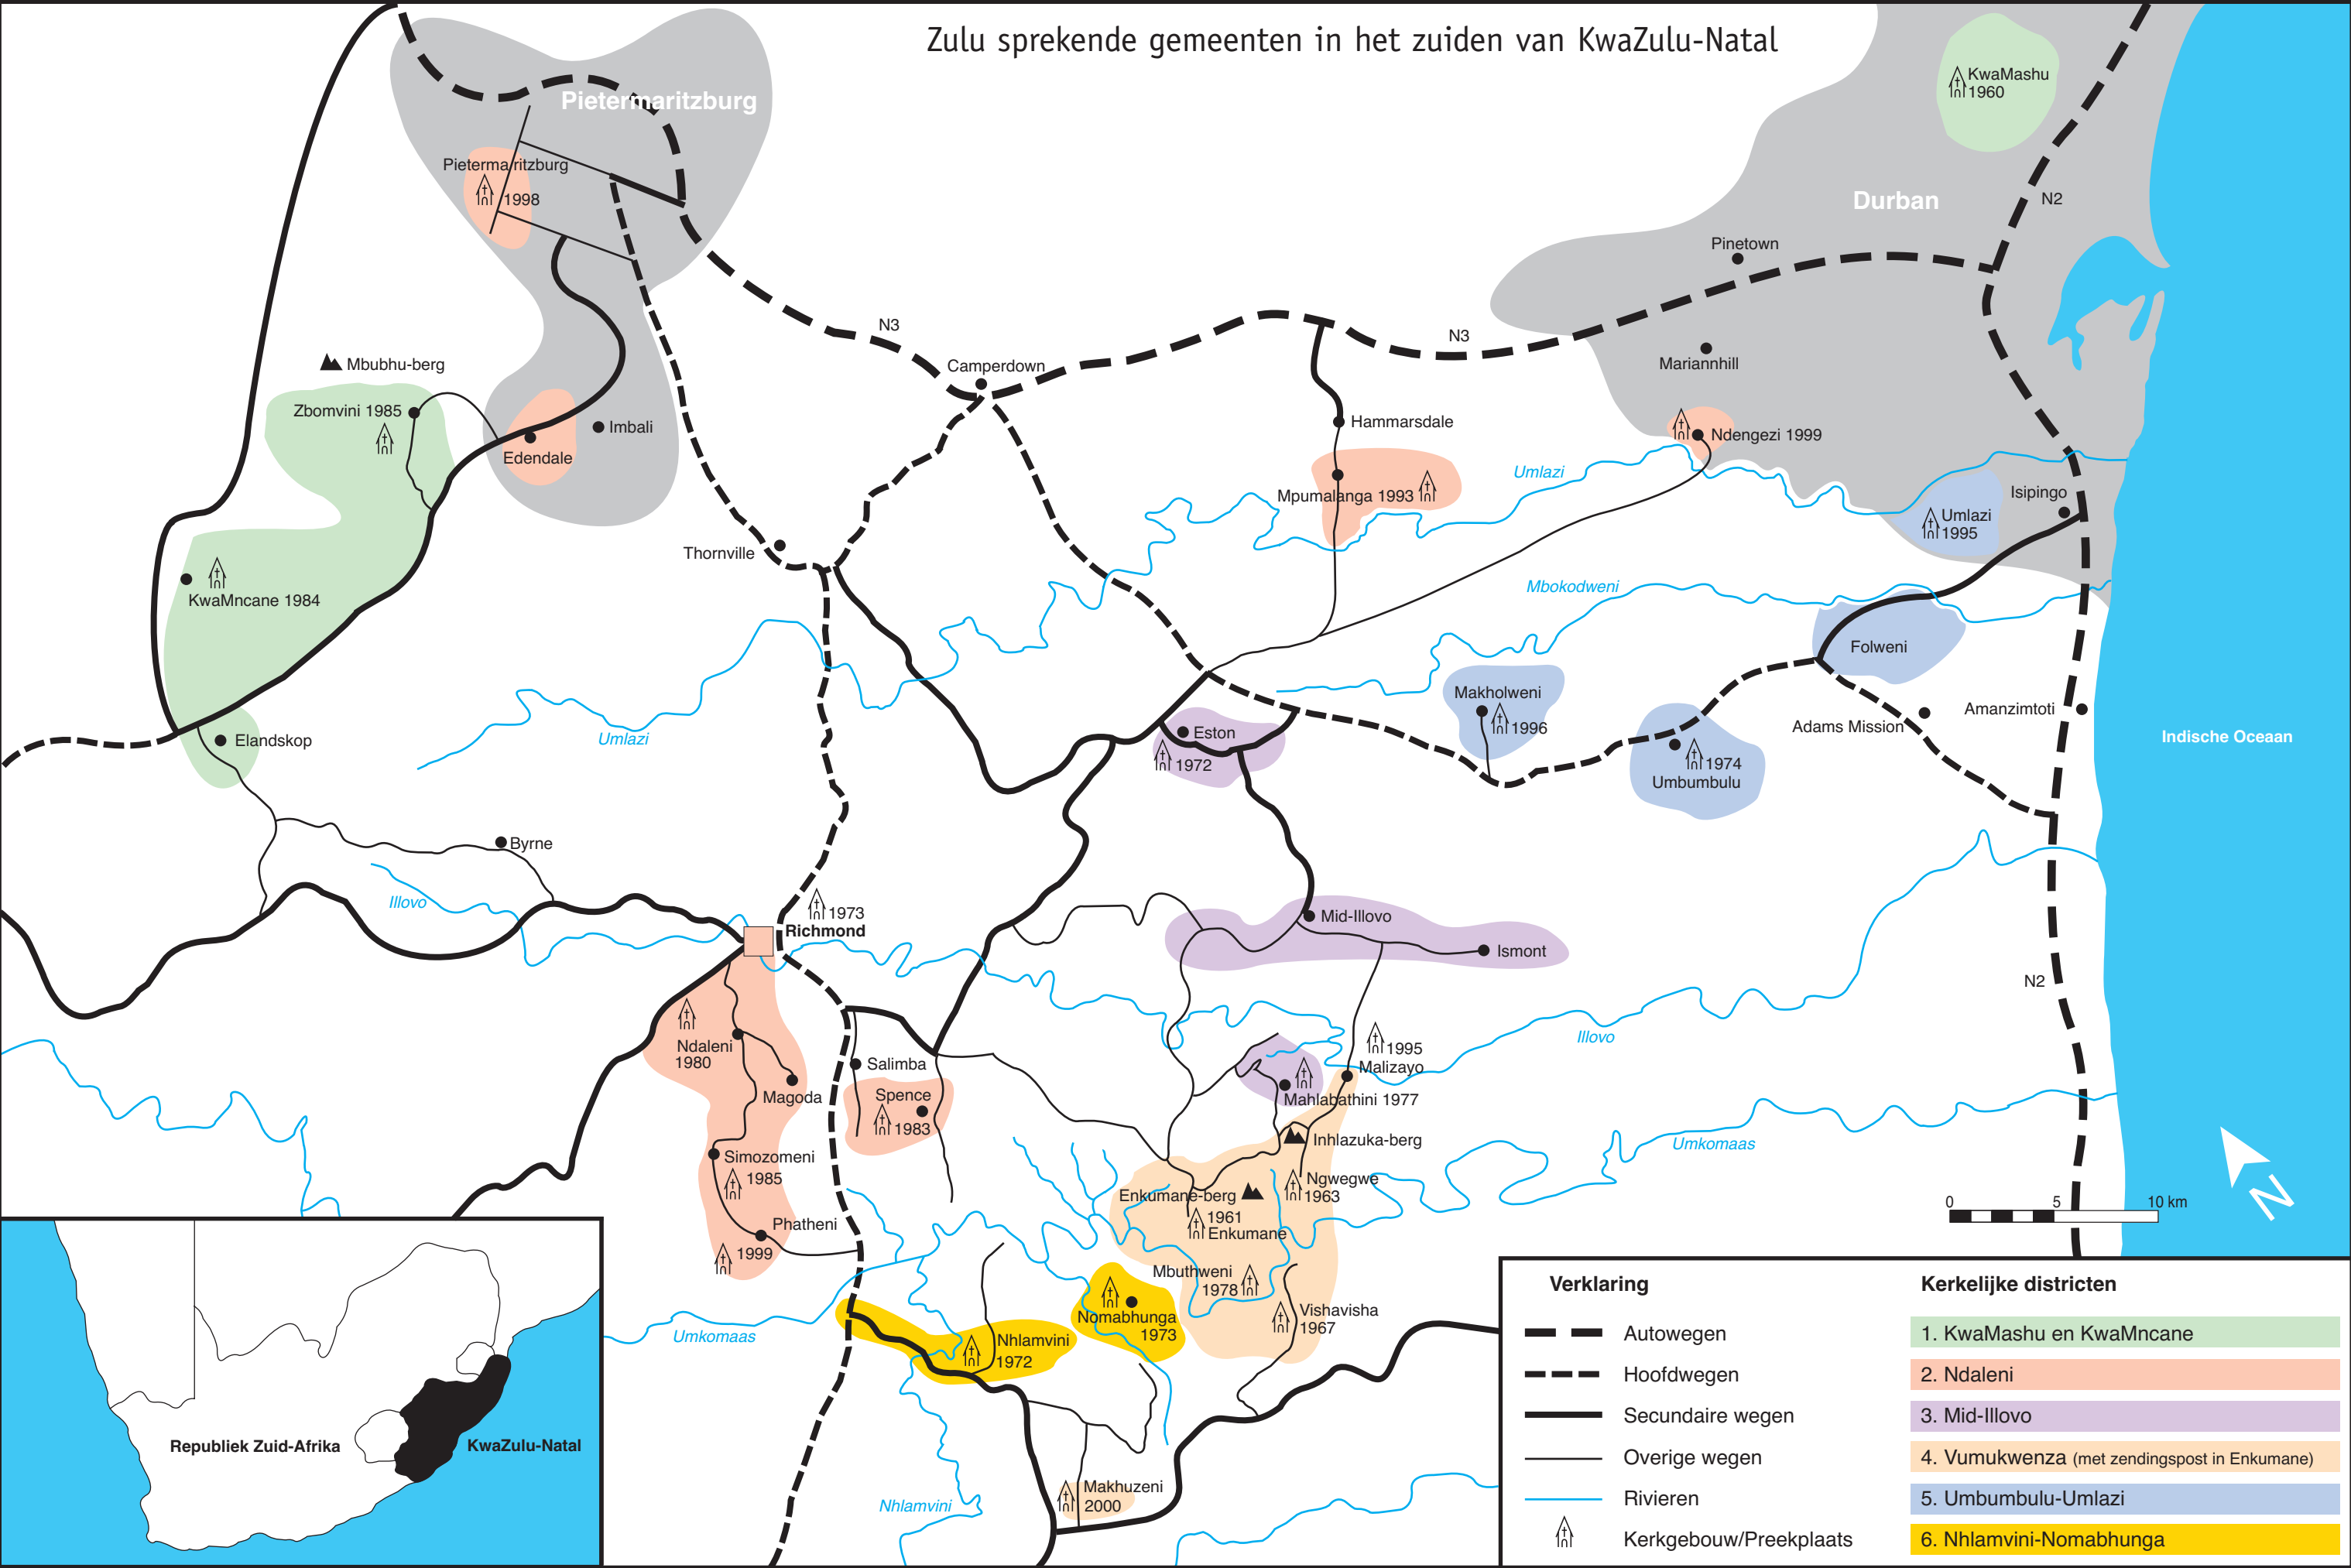 Zulu sprekende gemeenten in het zuiden van KwaZulu-Natal
Pietermaritzburg
Pietermaritzburg
1998
KwaMashu
1960
Durban
N2
Pinetown
N3
N3
Mariannhill
Camperdown
Mbubhu-berg
Zbomvini 1985
Imbali
Edendale
Hammarsdale
Ndengezi 1999
Umlazi
Mpumalanga 1993
Isipingo
Umlazi
1995
Thornville
KwaMncane 1984
Mbokodweni
Folweni
Makholweni
1996
Adams Mission
Amanzimtoti
Indische Oceaan
Elandskop
Umlazi
Eston
1972
1974
Umbumbulu
Byrne
Illovo
1973
Richmond
Mid-Illovo
Ismont
N2
Ndaleni
1980
Magoda
Salimba
Spence
1983
1995
Malizayo
Illovo
Mahlabathini 1977
Inhlazuka-berg
Umkomaas
Simozomeni
1985
Ngwegwe
1963
Enkumane-berg
1961
Enkumane
Phatheni
1999
Mbuthweni
1978
Vishavisha
1967
Nomabhunga
1973
Umkomaas
Nhlamvini
1972
Makhuzeni
2000
Nhlamvini
0 5 10 km
N
Republiek Zuid-Afrika
KwaZulu-Natal
Verklaring
Autowegen
Hoofdwegen
Secundaire wegen
Overige wegen
Rivieren
Kerkgebouw/Preekplaats
Kerkelijke districten
1. KwaMashu en KwaMncane
2. Ndaleni
3. Mid-Illovo
4. Vumukwenza (met zendingspost in Enkumane)
5. Umbumbulu-Umlazi
6. Nhlamvini-Nomabhunga